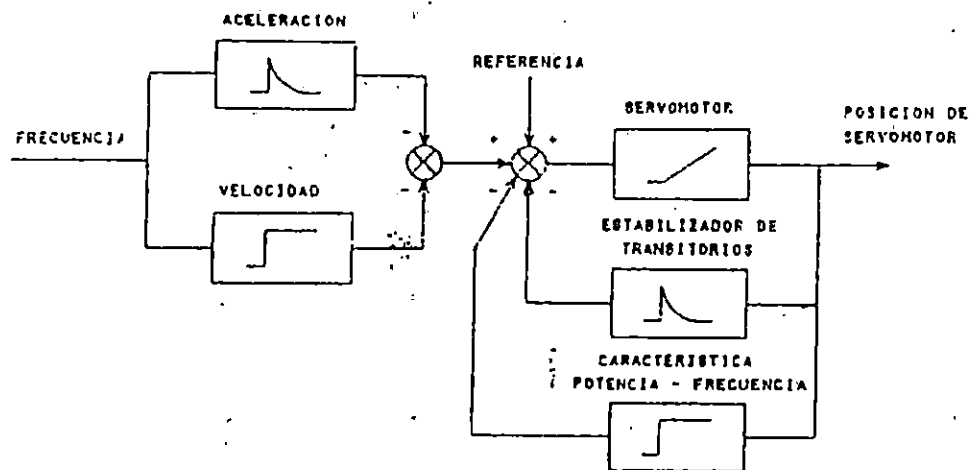 ACELERACION
REFERENCIA
SERVOMOTOR
POSICION DE
SERVOMOTOR
FRECUENCIA
VELOCIDAD
ESTABILIZADOR DE
TRANSITORIOS
CARACTERISTICA
POTENCIA - FRECUENCIA